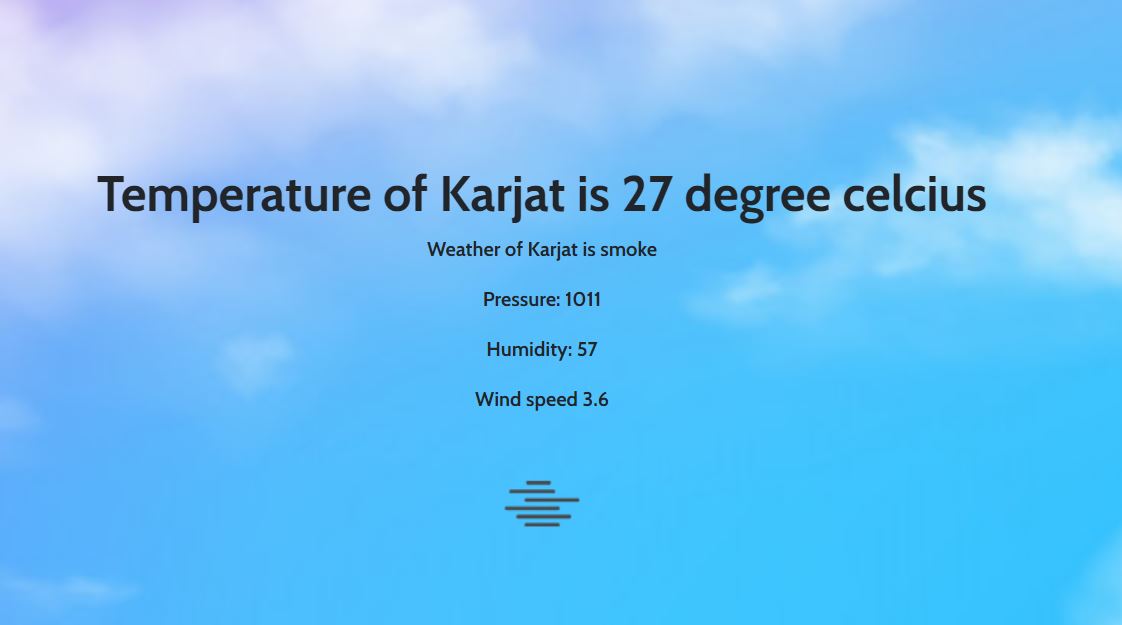 Temperature of Karjat is 27 degree celcius
Weather of Karjat is smoke
Pressure: 1011
Humidity: 57
Wind speed 3.6